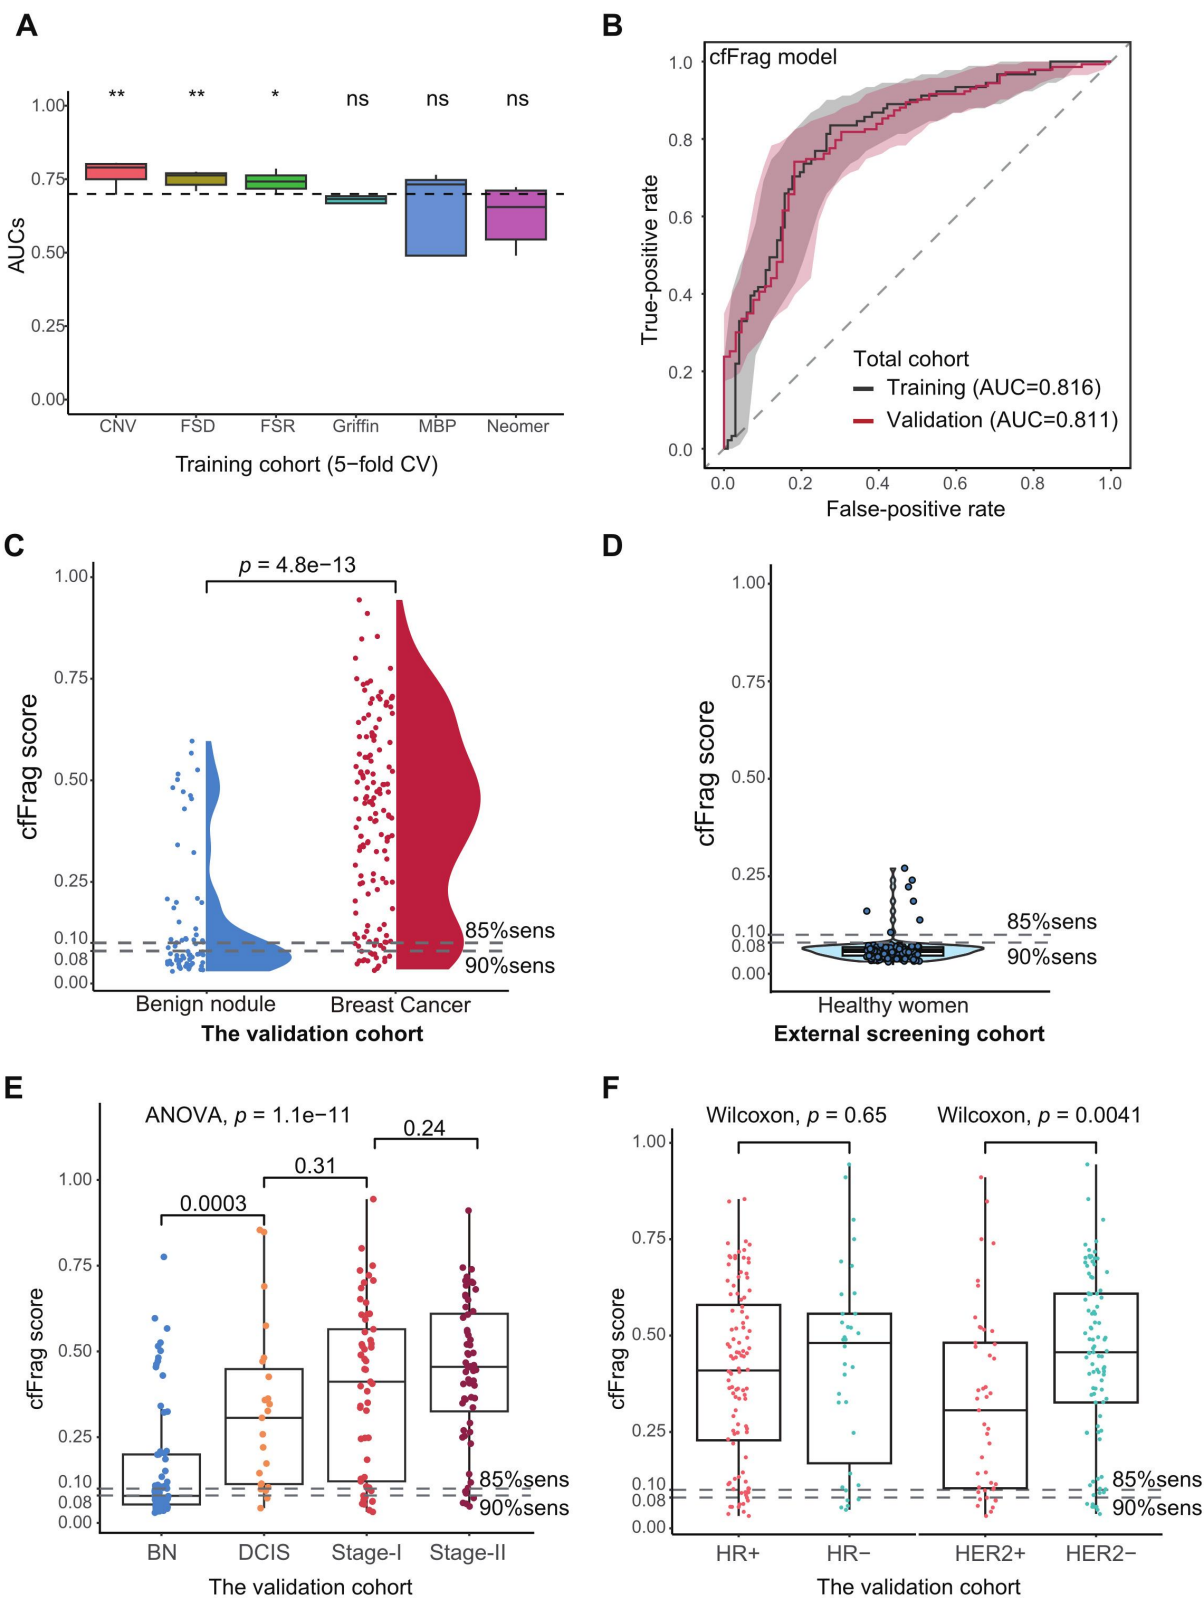 A
** ** * ns ns ns
1.00
0.75
0.50
0.25
0.00
AUCs
CNV FSD FSR Griffin MBP Neomer
Training cohort (5−fold CV)
B
cfFrag model
1.0
0.8
0.6
0.4
0.2
0.0
True-positive rate
Total cohort
Training (AUC=0.816)
Validation (AUC=0.811)
0.0 0.2 0.4 0.6 0.8 1.0
False-positive rate
C
p = 4.8e−13
1.00
0.75
0.50
0.25
0.10
0.08
0.00
cfFrag score
85%sens
90%sens
Benign nodule Breast Cancer
The validation cohort
D
1.00
0.75
0.50
0.25
0.10
0.08
0.00
cfFrag score
85%sens
90%sens
Healthy women
External screening cohort
E
ANOVA, p = 1.1e−11
0.24
0.31
0.0003
1.00
0.75
0.50
0.25
0.10
0.08
0.00
cfFrag score
85%sens
90%sens
BN DCIS Stage-I Stage-II
The validation cohort
F
Wilcoxon, p = 0.65 Wilcoxon, p = 0.0041
1.00
0.75
0.50
0.25
0.10
0.08
0.00
cfFrag score
85%sens
90%sens
HR+ HR− HER2+ HER2−
The validation cohort